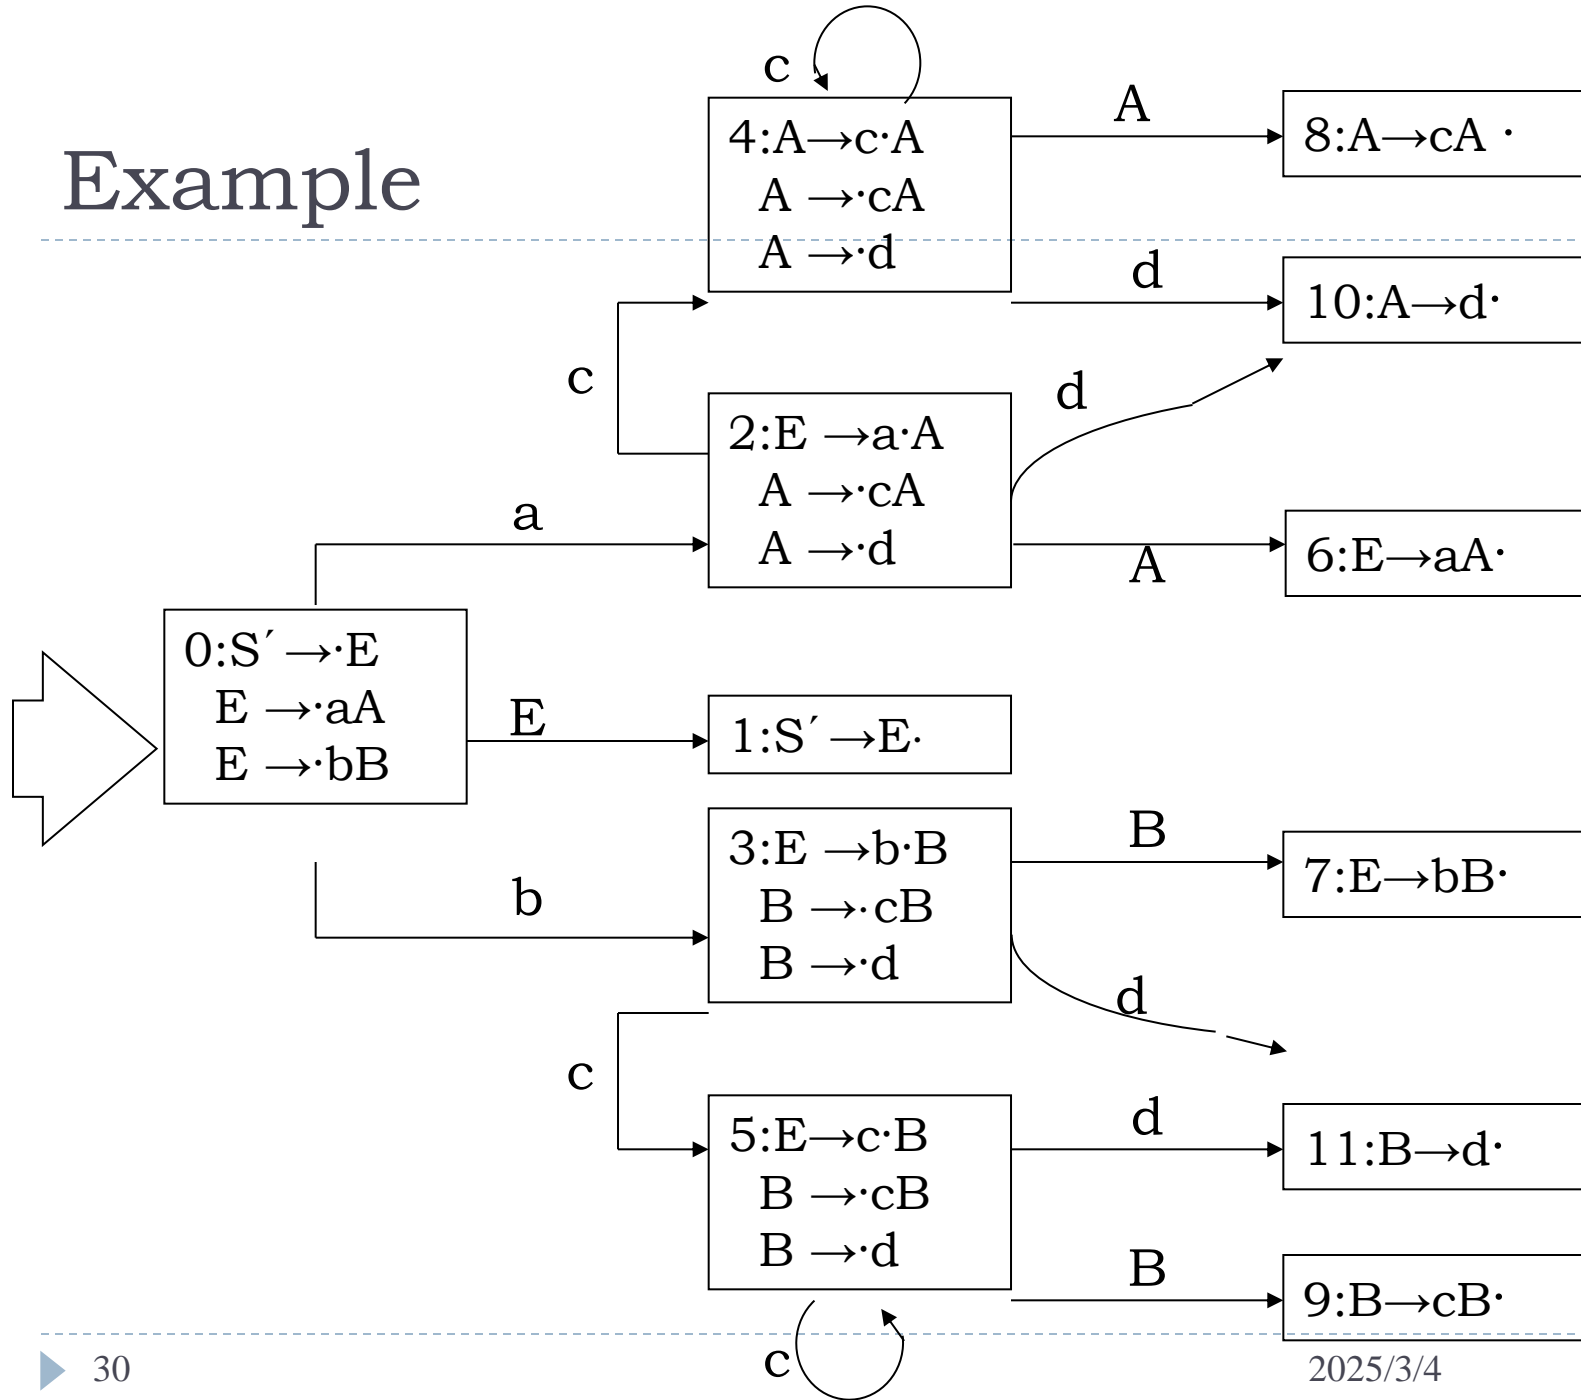 Example
c
4:A→c·A
A →·cA
A →·d
A
8:A→cA ·
d
10:A→d·
c
2:E →a·A
A →·cA
A →·d
d
A
6:E→aA·
a
0:S´→·E
E →·aA
E →·bB
E
1:S´→E·
b
3:E →b·B
B →·cB
B →·d
B
7:E→bB·
d
c
5:E→c·B
B →·cB
B →·d
d
11:B→d·
B
9:B→cB·
c
30
2025/3/4